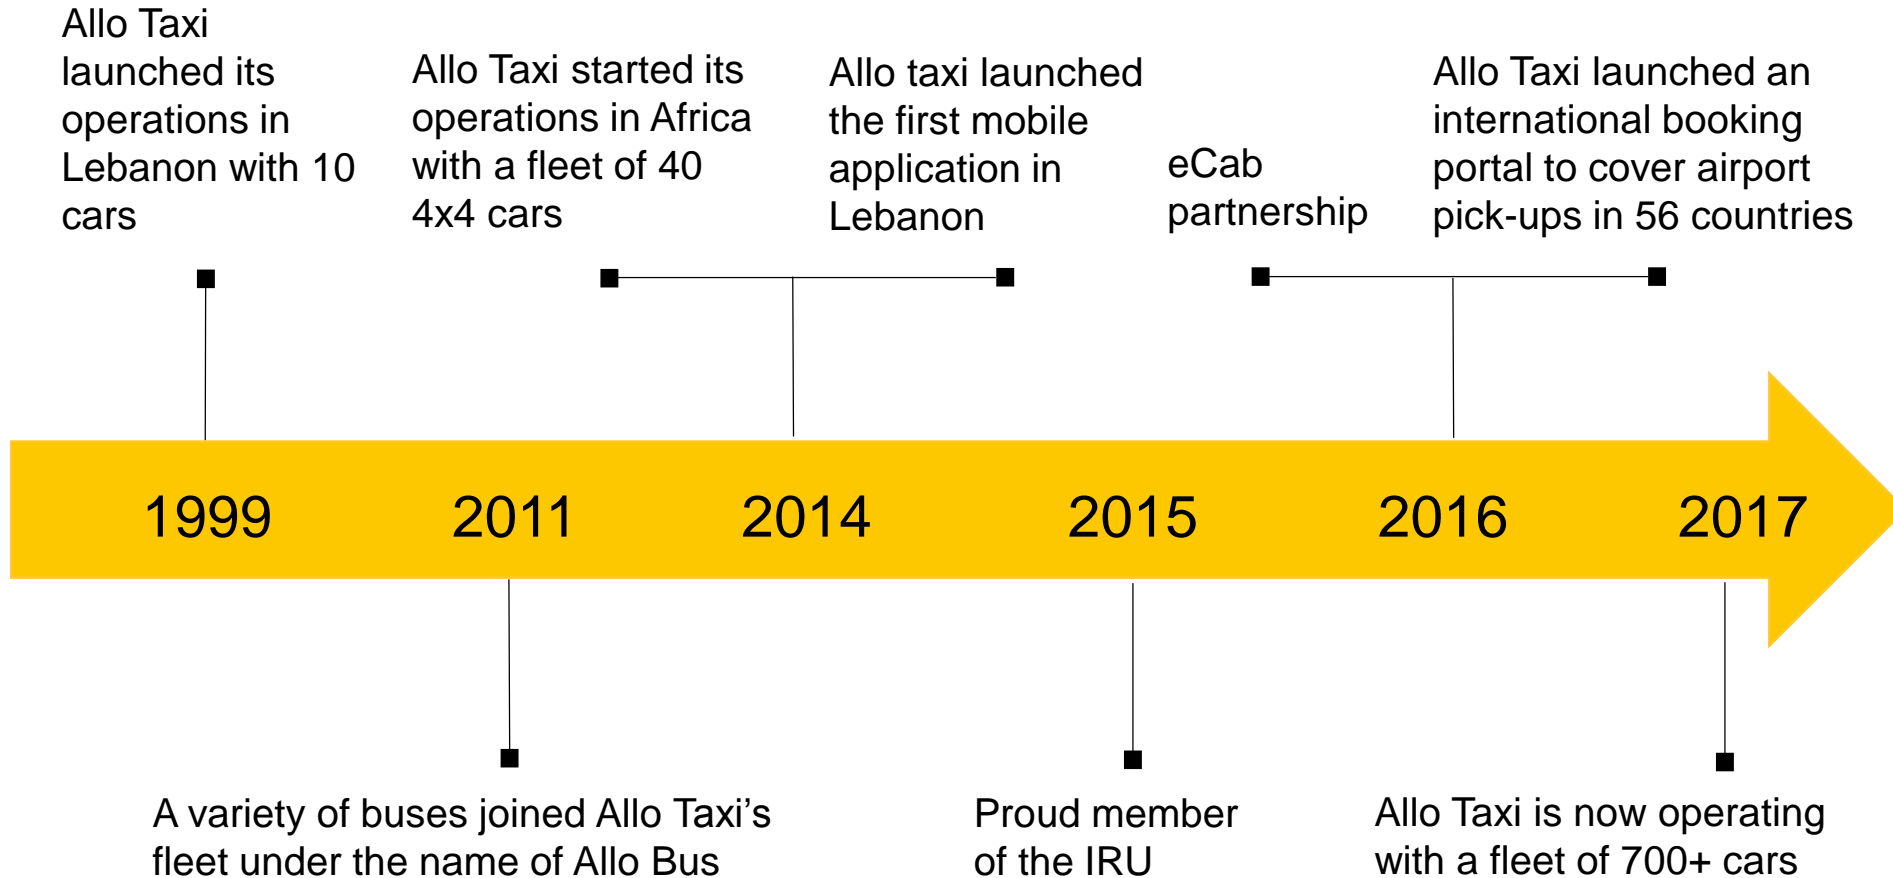 Allo Taxi
launched its
operations in
Lebanon with 10
cars
Allo Taxi started its
operations in Africa
with a fleet of 40
4x4 cars
Allo taxi launched
the first mobile
application in
Lebanon
eCab
partnership
Allo Taxi launched an
international booking
portal to cover airport
pick-ups in 56 countries
1999
2011
2014
2015
2016
2017
A variety of buses joined Allo Taxi’s
fleet under the name of Allo Bus
Proud member
of the IRU
Allo Taxi is now operating
with a fleet of 700+ cars